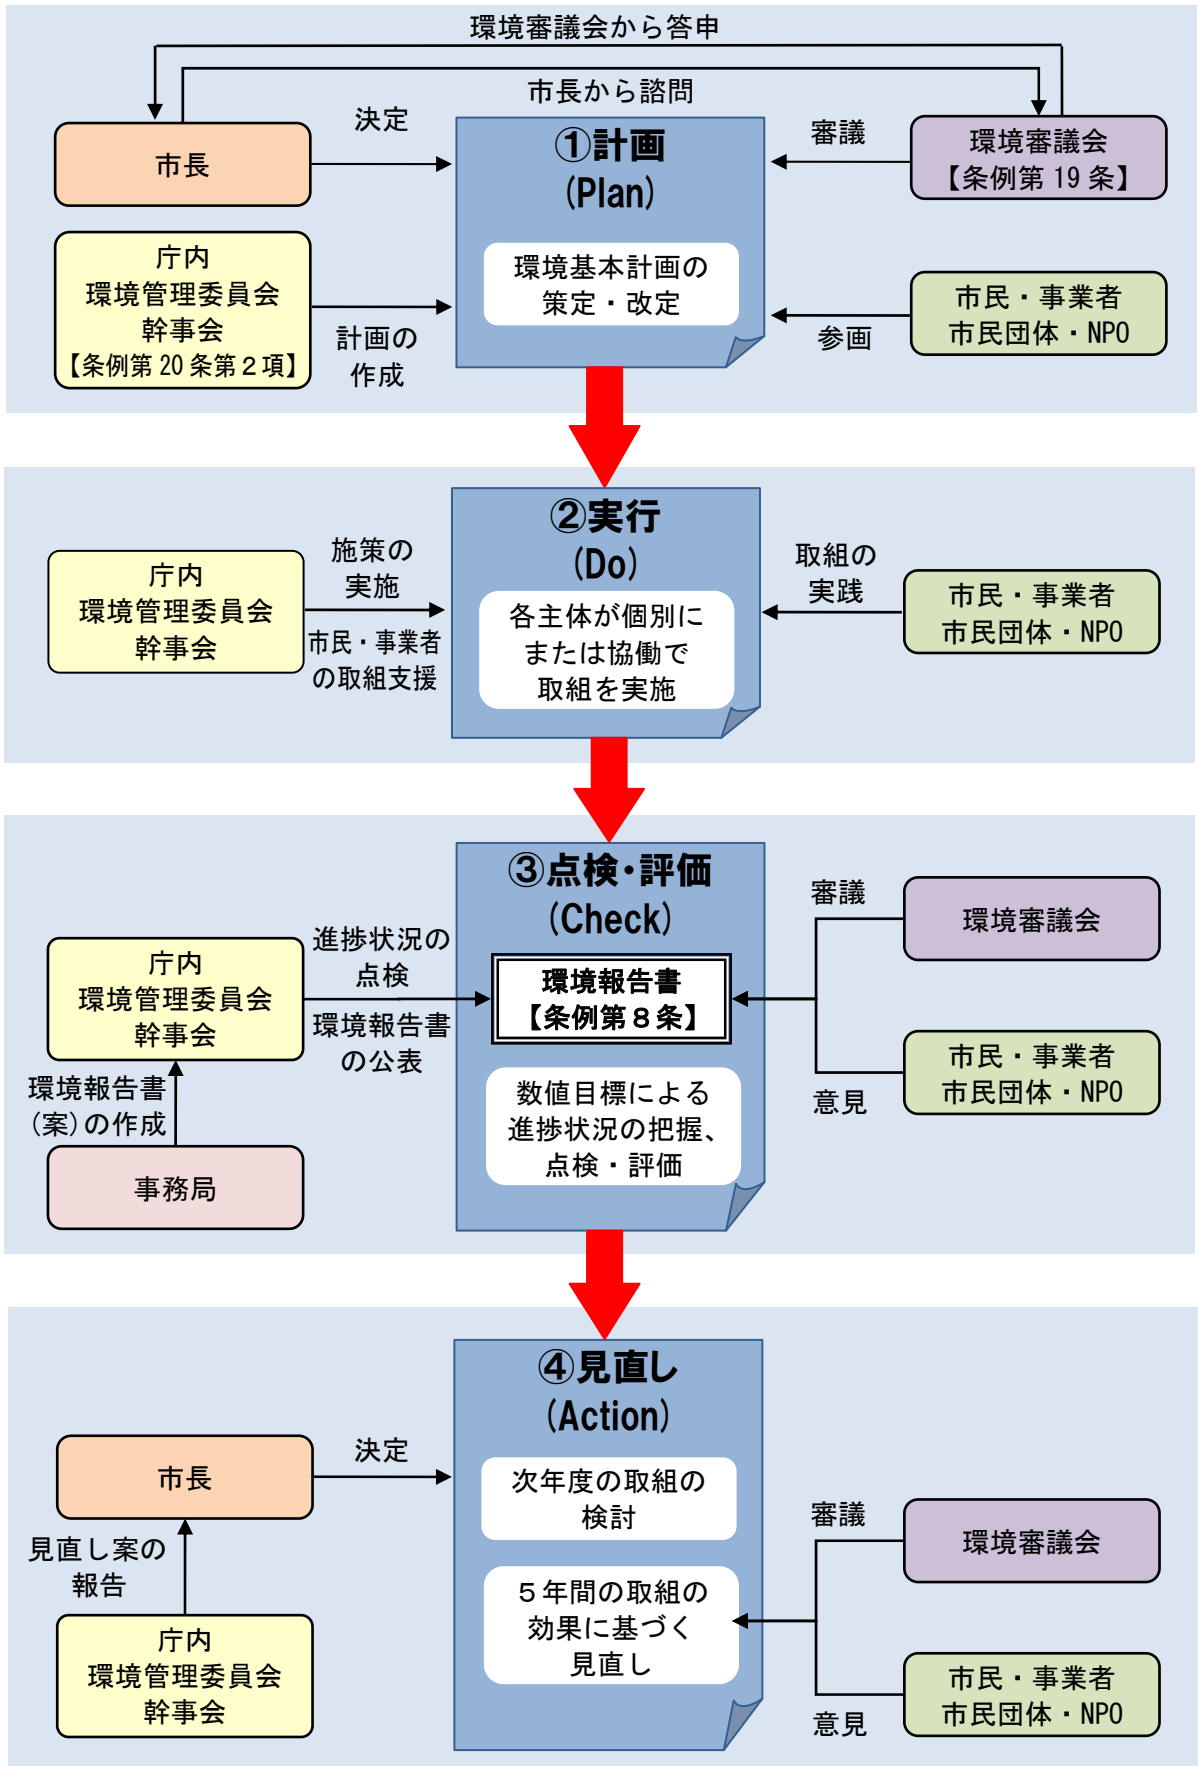 環境審議会から答申
市長から諮問
市長
決定
①計画
(Plan)
審議
環境審議会
【条例第 19 条】
庁内
環境管理委員会
幹事会
【条例第 20 条第２項】
計画の
作成
環境基本計画の
策定・改定
参画
市民・事業者
市民団体・NPO
②実行
(Do)
庁内
環境管理委員会
幹事会
施策の
実施
市民・事業者
の取組支援
各主体が個別に
または協働で
取組を実施
取組の
実践
市民・事業者
市民団体・NPO
③点検・評価
(Check)
庁内
環境管理委員会
幹事会
進捗状況の
点検
環境報告書
の公表
環境報告書
【条例第８条】
審議
環境審議会
環境報告書
(案)の作成
事務局
数値目標による
進捗状況の把握、
点検・評価
意見
市民・事業者
市民団体・NPO
④見直し
(Action)
市長
決定
次年度の取組の
検討
審議
環境審議会
見直し案の
報告
庁内
環境管理委員会
幹事会
５年間の取組の
効果に基づく
見直し
意見
市民・事業者
市民団体・NPO